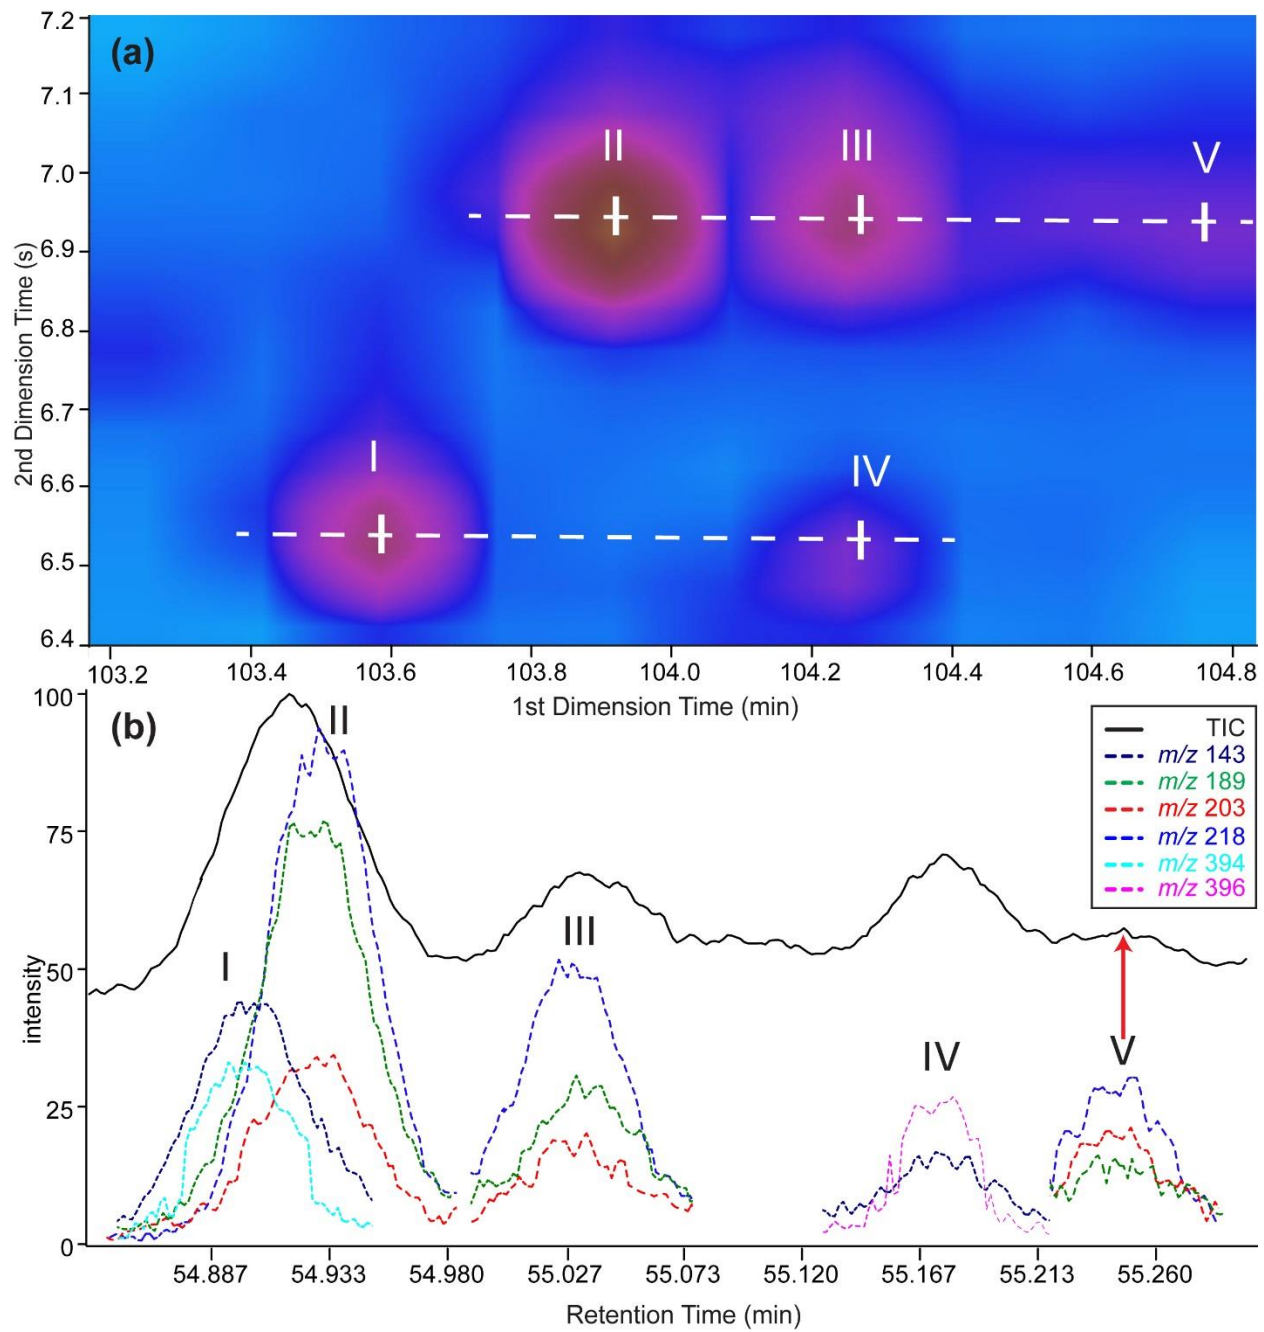 (a)
7.2
7.1
7.0
6.9
6.8
6.7
6.6
6.5
6.4
2nd Dimension Time (s)
II
III
V
I
IV
103.2
103.4
103.6
103.8
104.0
104.2
104.4
104.8
1st Dimension Time (min)
(b)
100
75
50
25
0
intensity
II
I
III
IV
V
TIC
m/z 143
m/z 189
m/z 203
m/z 218
m/z 394
m/z 396
54.887
54.933
54.980
55.027
55.073
55.120
55.167
55.213
55.260
Retention Time (min)